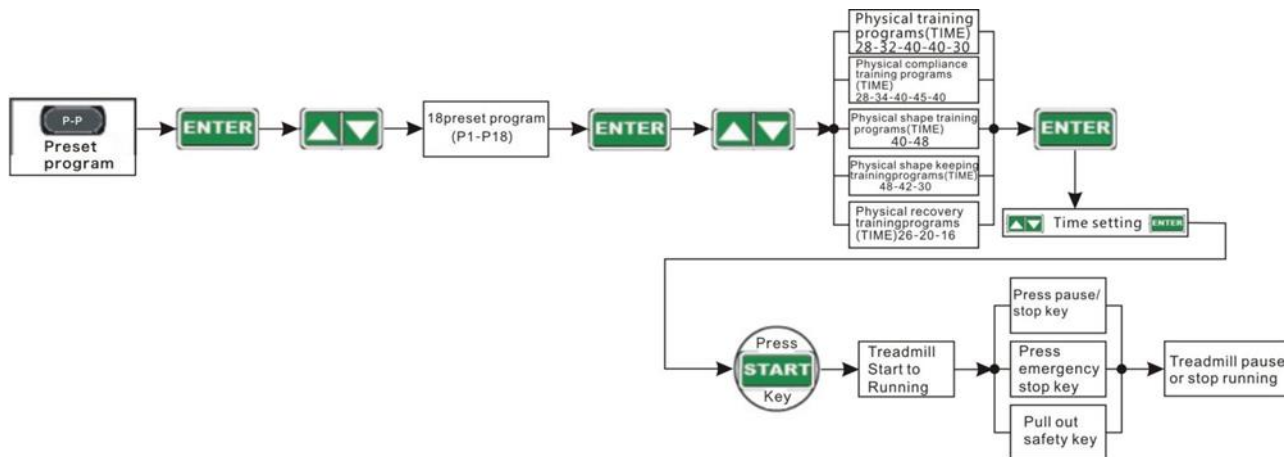 P-P
Preset
program
ENTER
18preset program
(P1-P18)
ENTER
Physical training
programs(TIME)
28-32-40-40-30
Physical compliance
training programs
(TIME)
28-34-40-45-40
Physical shape training
programs(TIME)
40-48
Physical shape keeping
trainingprograms(TIME)
48-42-30
Physical recovery
trainingprograms
(TIME)26-20-16
ENTER
Time setting ENTER
Press
START
Key
Treadmill
Start to
Running
Press pause/
stop key
Press
emergency
stop key
Pull out
safety key
Treadmill pause
or stop running